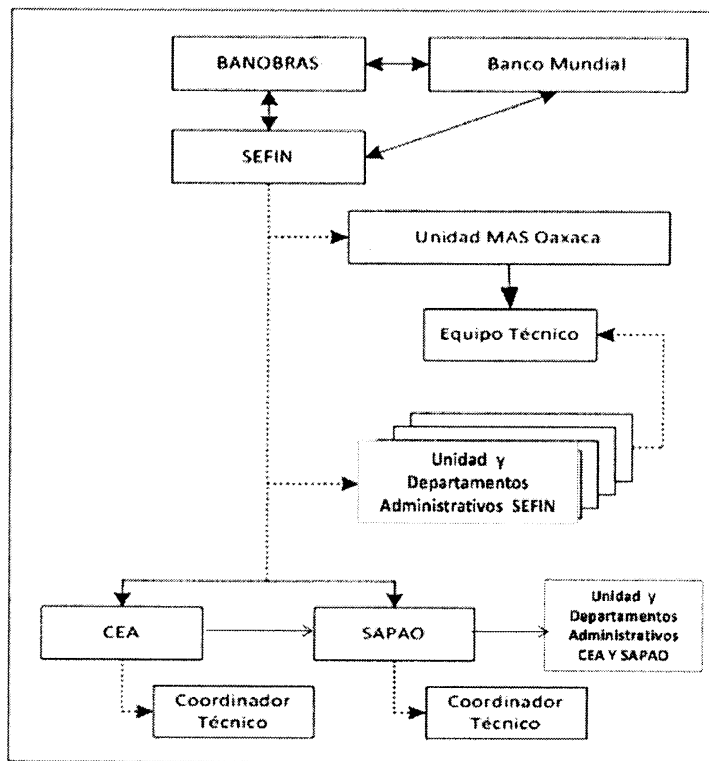 BANOBRAS
Banco Mundial
SEFIN
Unidad MAS Oaxaca
Equipo Técnico
Unidad y
Departamentos
Administrativos SEFIN
CEA
SAPAO
Unidad y
Departamentos
Administrativos
CEA Y SAPAO
Coordinador
Técnico
Coordinador
Técnico